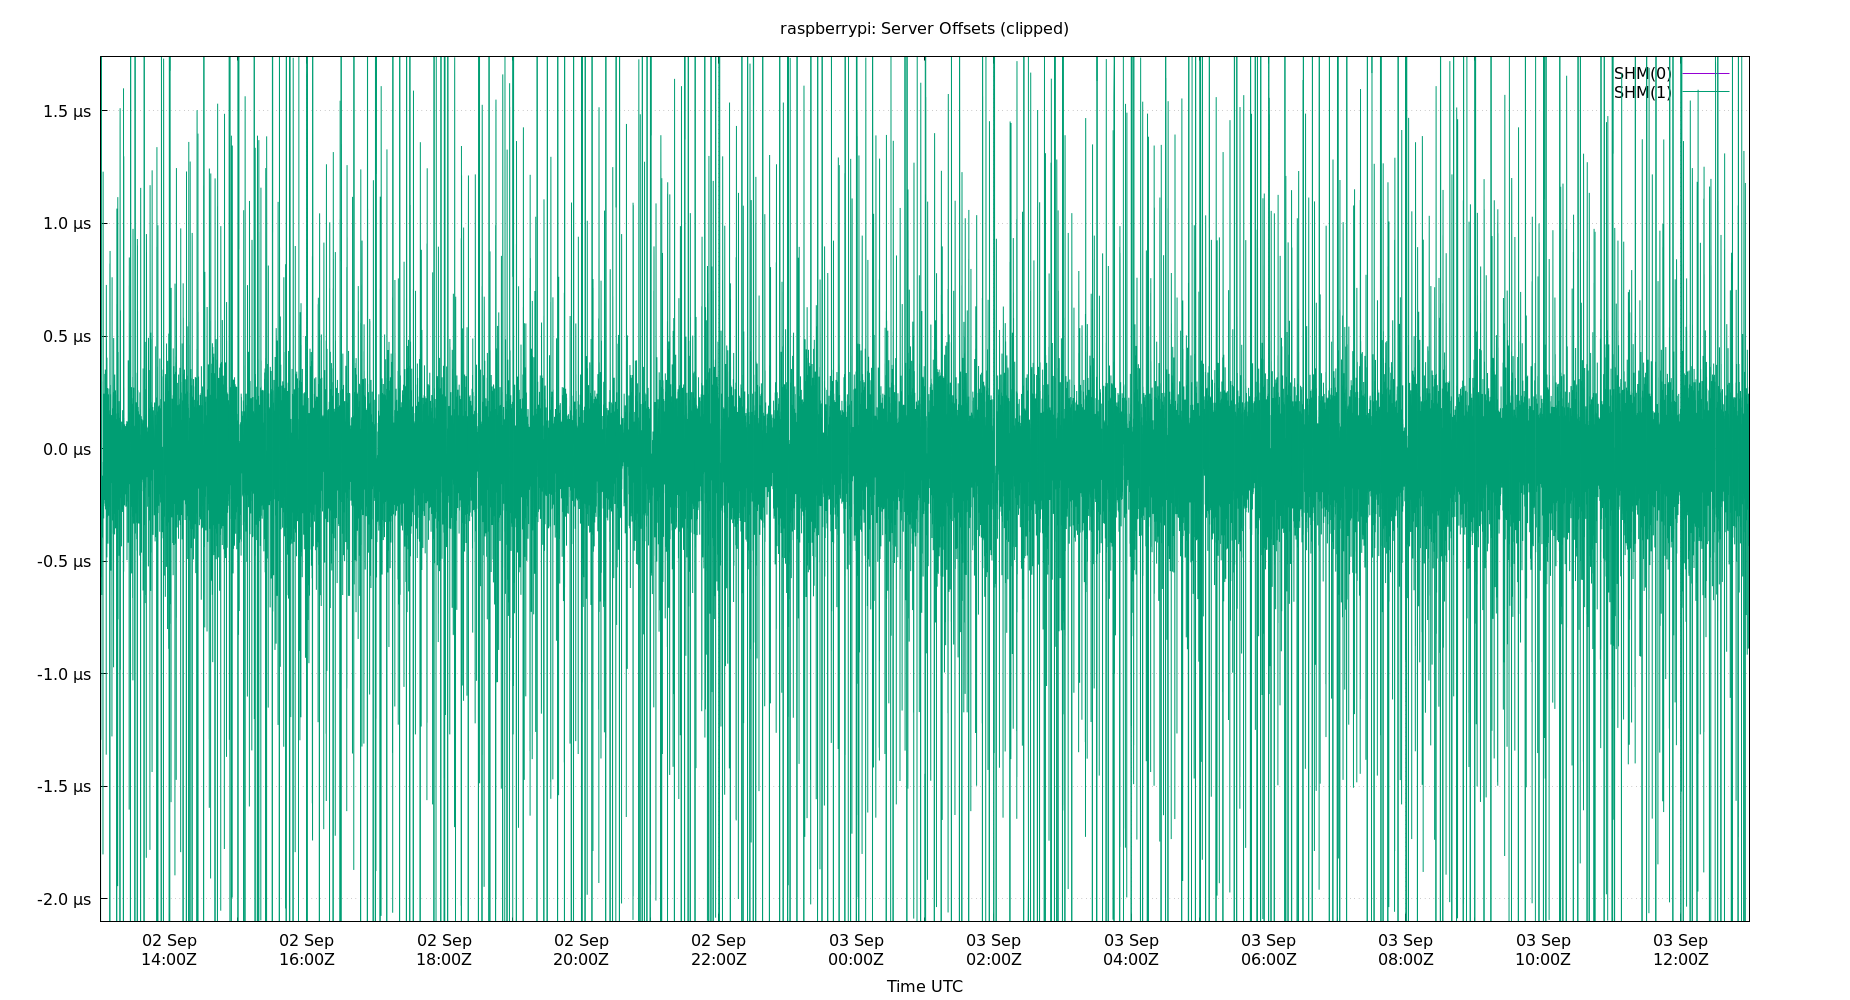 raspberrypi: Server Offsets (clipped)
SHM(0)
SHM(1)
1.5 µs
1.0 µs
0.5 µs
0.0 µs
-0.5 µs
-1.0 µs
-1.5 µs
-2.0 µs
02 Sep 02 Sep 02 Sep 02 Sep 02 Sep 03 Sep 03 Sep 03 Sep 03 Sep 03 Sep 03 Sep 03 Sep
14:00Z 16:00Z 18:00Z 20:00Z 22:00Z 00:00Z 02:00Z 04:00Z 06:00Z 08:00Z 10:00Z 12:00Z
Time UTC